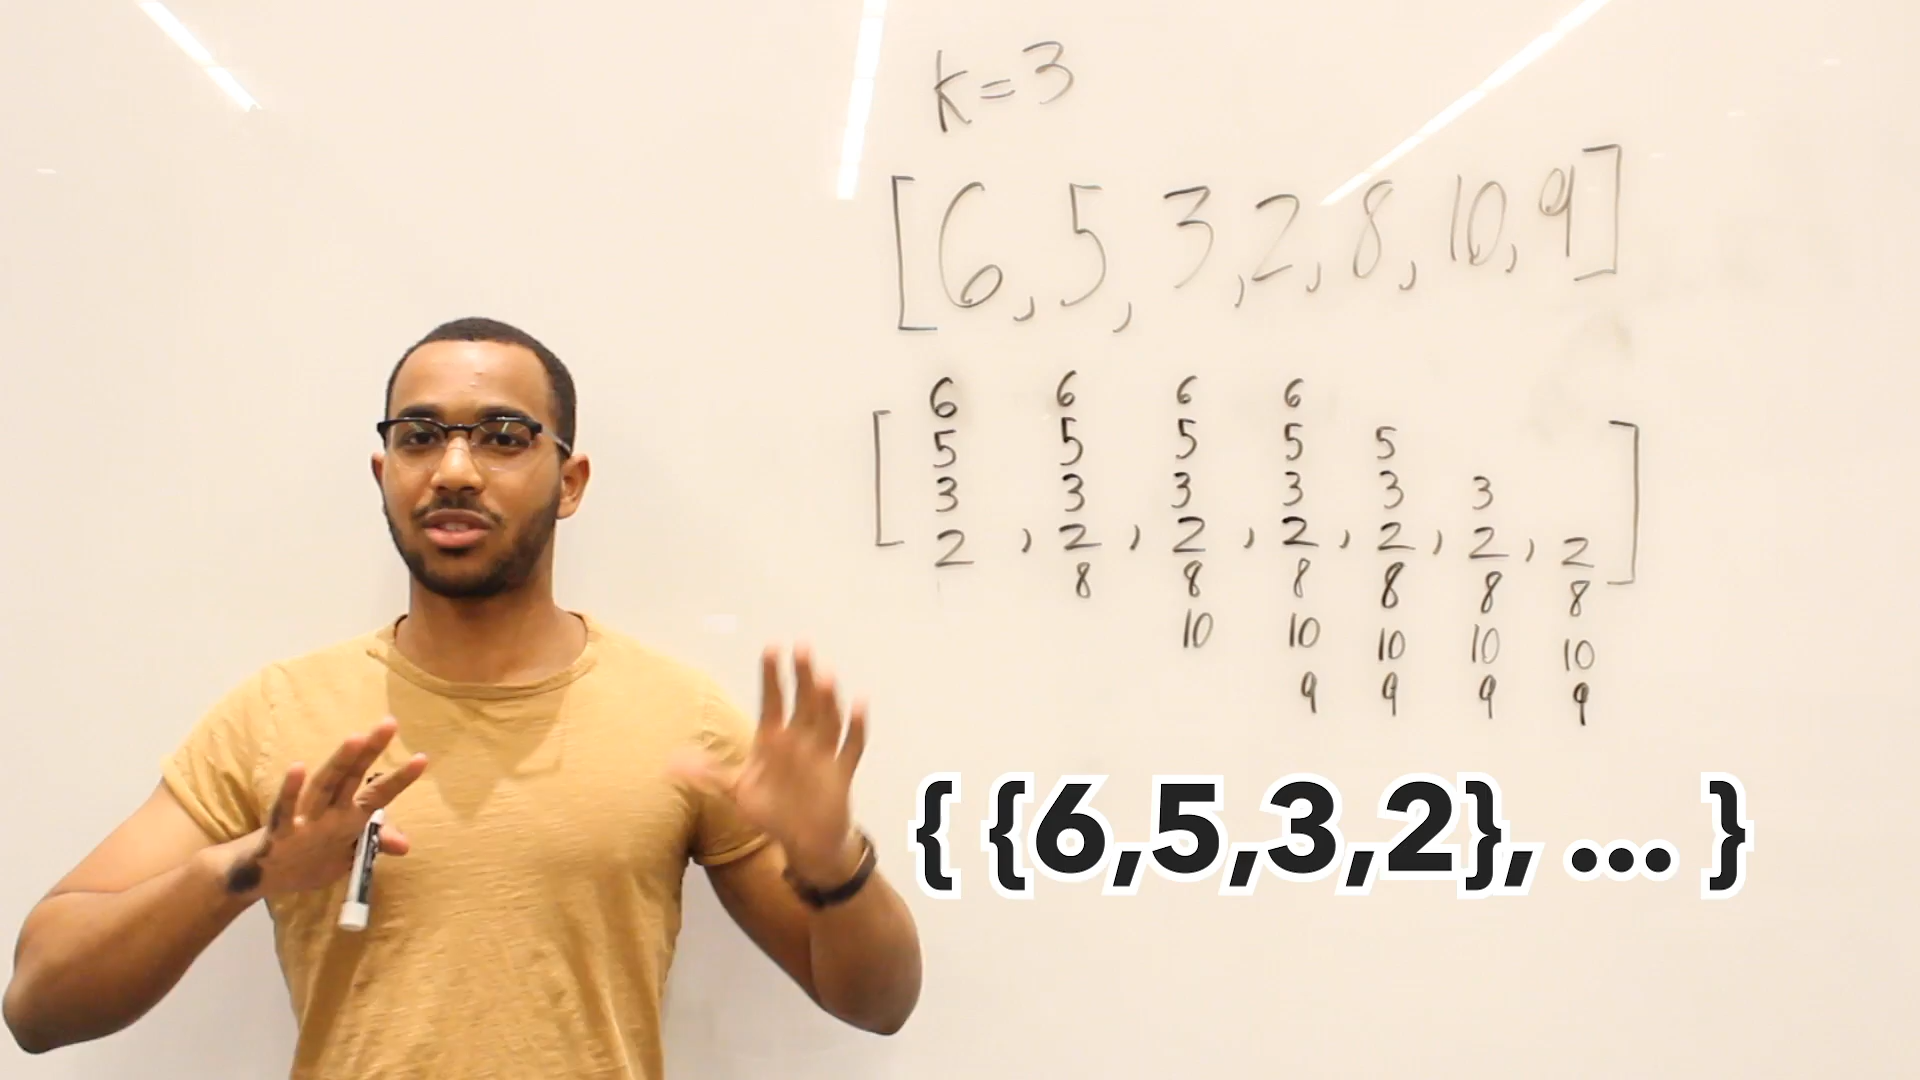 k=3
[6, 5, 3, 2, 8, 10, 9]
6 6 6 6
5 5 5 5 5
3 3 3 3 3 3
[2, 2, 2, 2, 2, 2, 2]
8 8 8 8 8 8
10 10 10 10 10
9 9 9 9
{ {6,5,3,2}, ... }